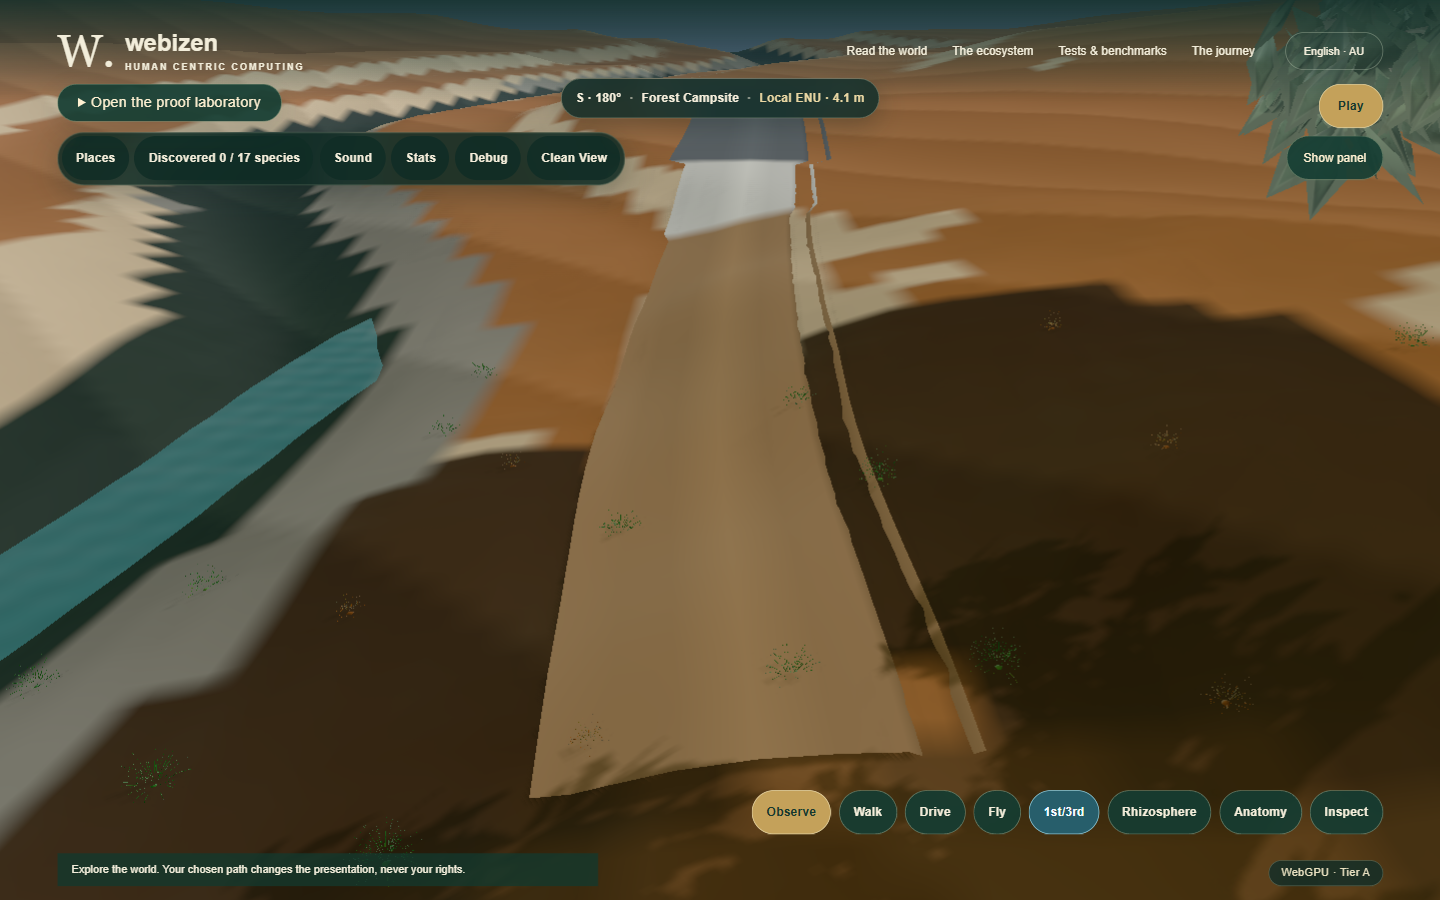 W.
webizen
HUMAN CENTRIC COMPUTING
Read the world
The ecosystem
Tests & benchmarks
The journey
English · AU
Open the proof laboratory
S · 180° · Forest Campsite · Local ENU · 4.1 m
Play
Places
Discovered 0 / 17 species
Sound
Stats
Debug
Clean View
Show panel
Observe
Walk
Drive
Fly
1st/3rd
Rhizosphere
Anatomy
Inspect
Explore the world. Your chosen path changes the presentation, never your rights.
WebGPU · Tier A